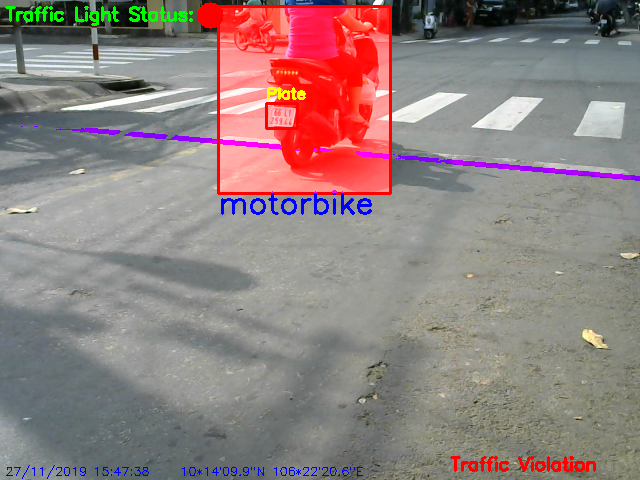 Traffic Light Status:
Plate
motorbike
27/11/2019 15:47:38 10*14'09.9"N 106*22'20.6"E
Traffic Violation